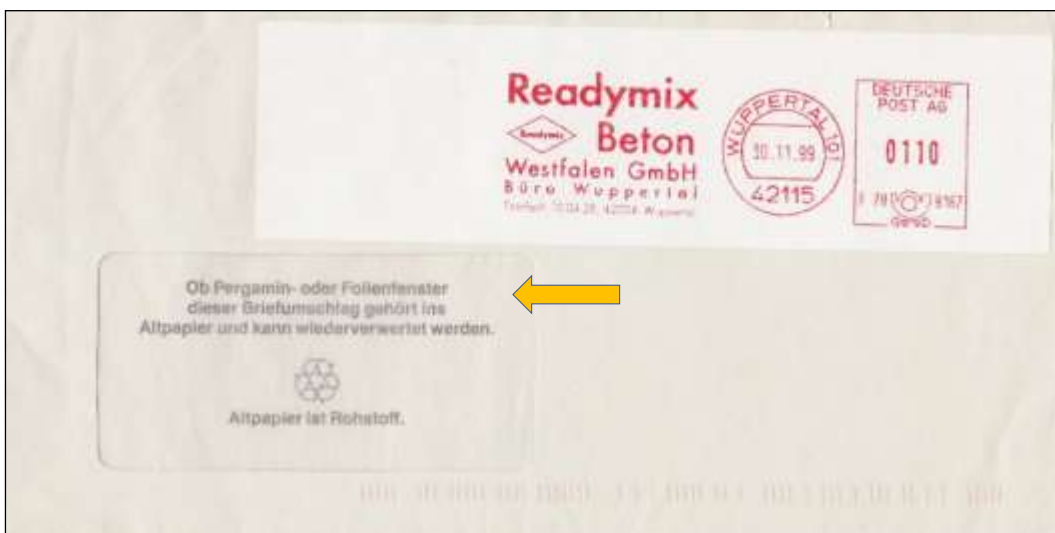 Readymix
Readymix
Beton
Westfalen GmbH
Büro Wuppertal
WUPPERTAL 101
30.11.99
42115
DEUTSCHE
POST AG
0110
Ob Pergamin- oder Folienfenster
dieser Briefumschlag gehört ins
Altpapier und kann wiederverwertet werden.
Altpapier ist Rohstoff.